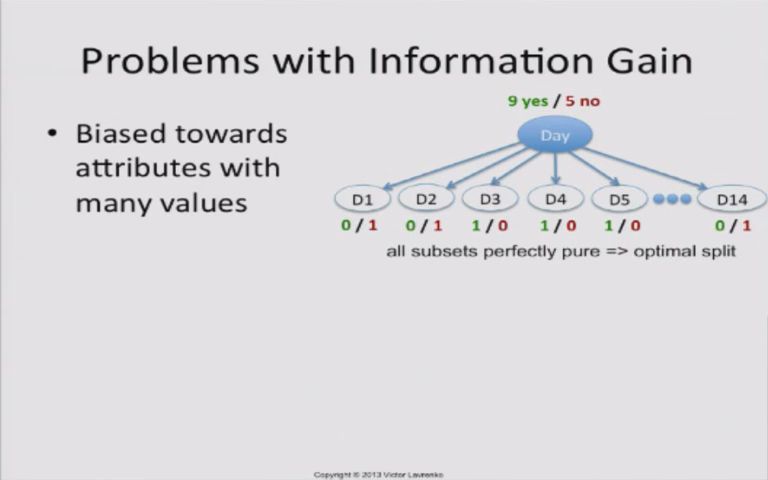 Problems with Information Gain
9 yes / 5 no
• Biased towards
attributes with
many values
Day
D1 D2 D3 D4 D5 D14
0 / 1 0 / 1 1 / 0 1 / 0 1 / 0 0 / 1
all subsets perfectly pure => optimal split
Copyright © 2013 Victor Lavrenko